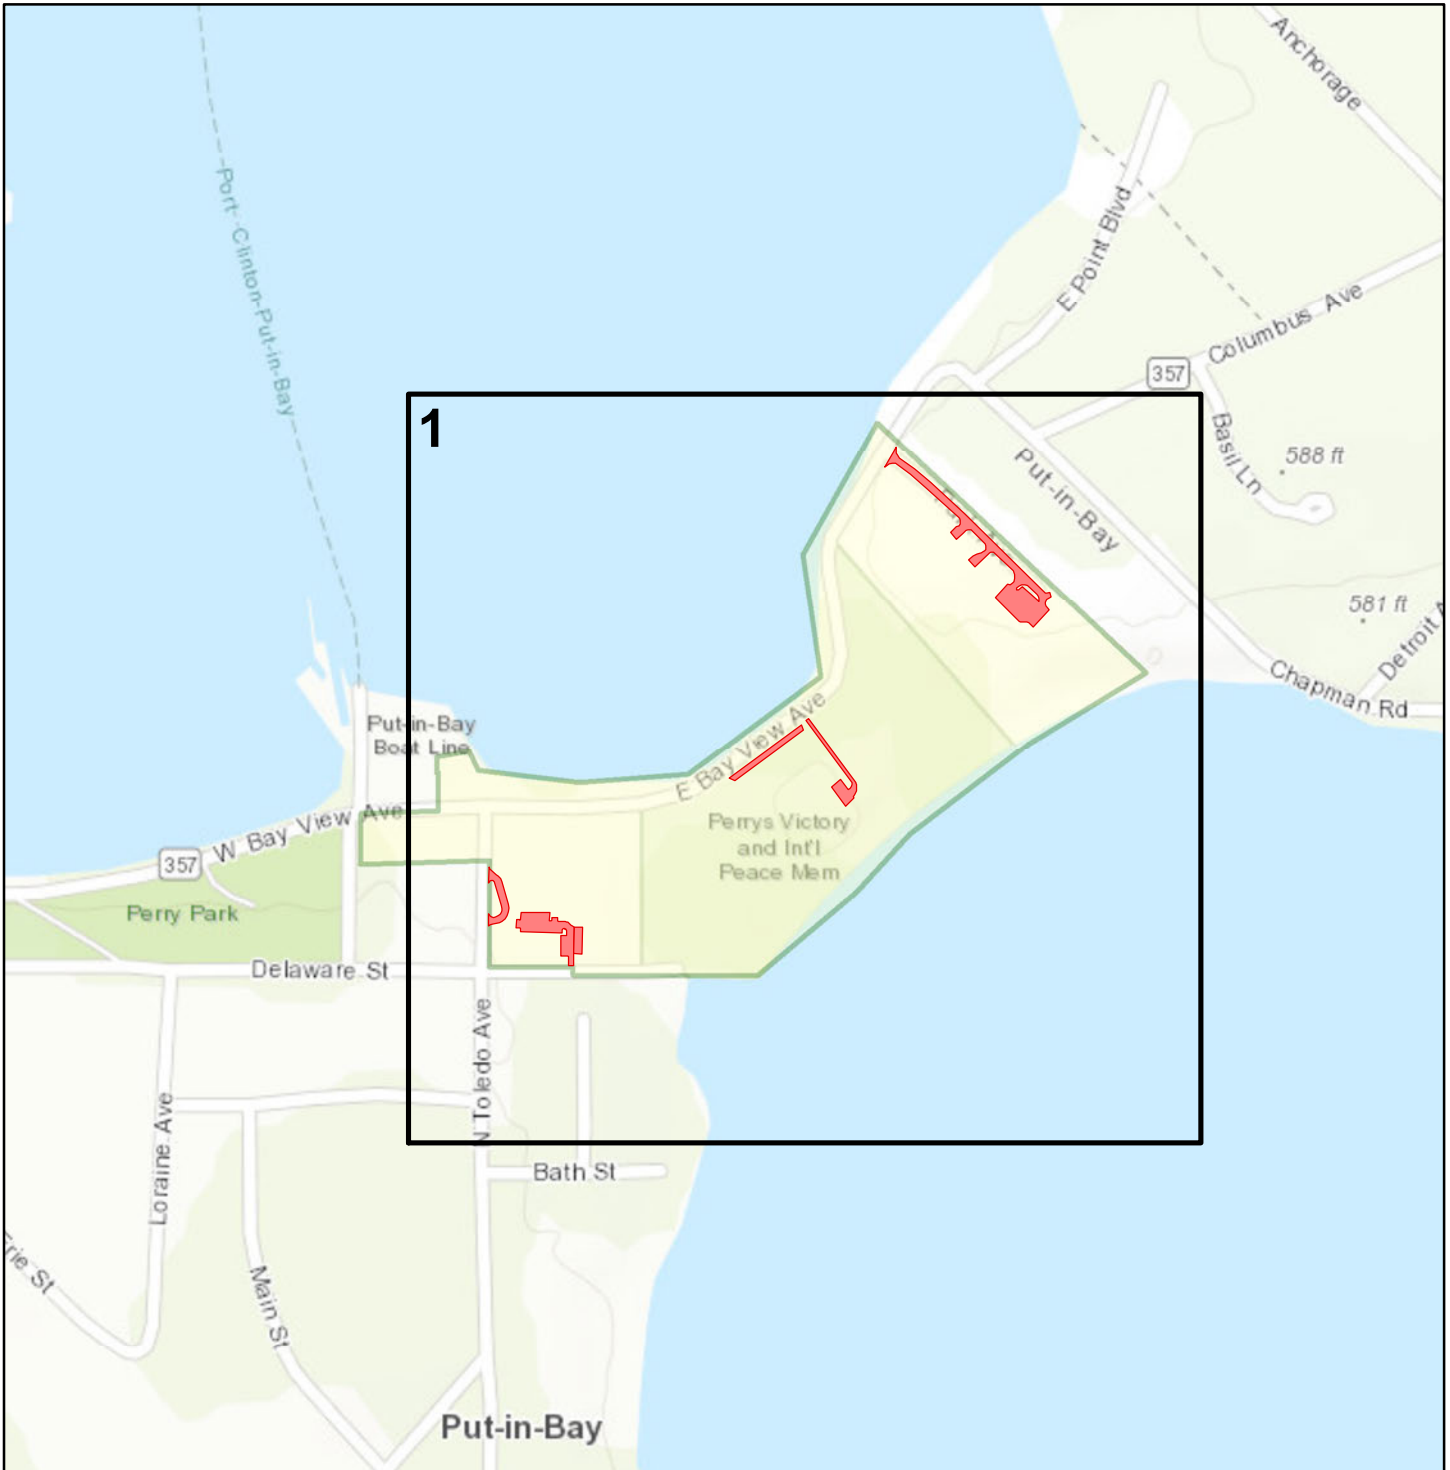 Anchorage
Port-Clinton-Put-in-Bay
E Point Blvd
Columbus Ave
357
1
Basil Ln
588 ft
Put-in-Bay
581 ft
Detroit A
Chapman Rd
Put-in-Bay
Boat Line
E Bay View Ave
W Bay View Ave
357
Perrys Victory
and Int'l
Peace Mem
Perry Park
Delaware St
N Toledo Ave
Loraine Ave
Bath St
Erie St
Main St
Put-in-Bay